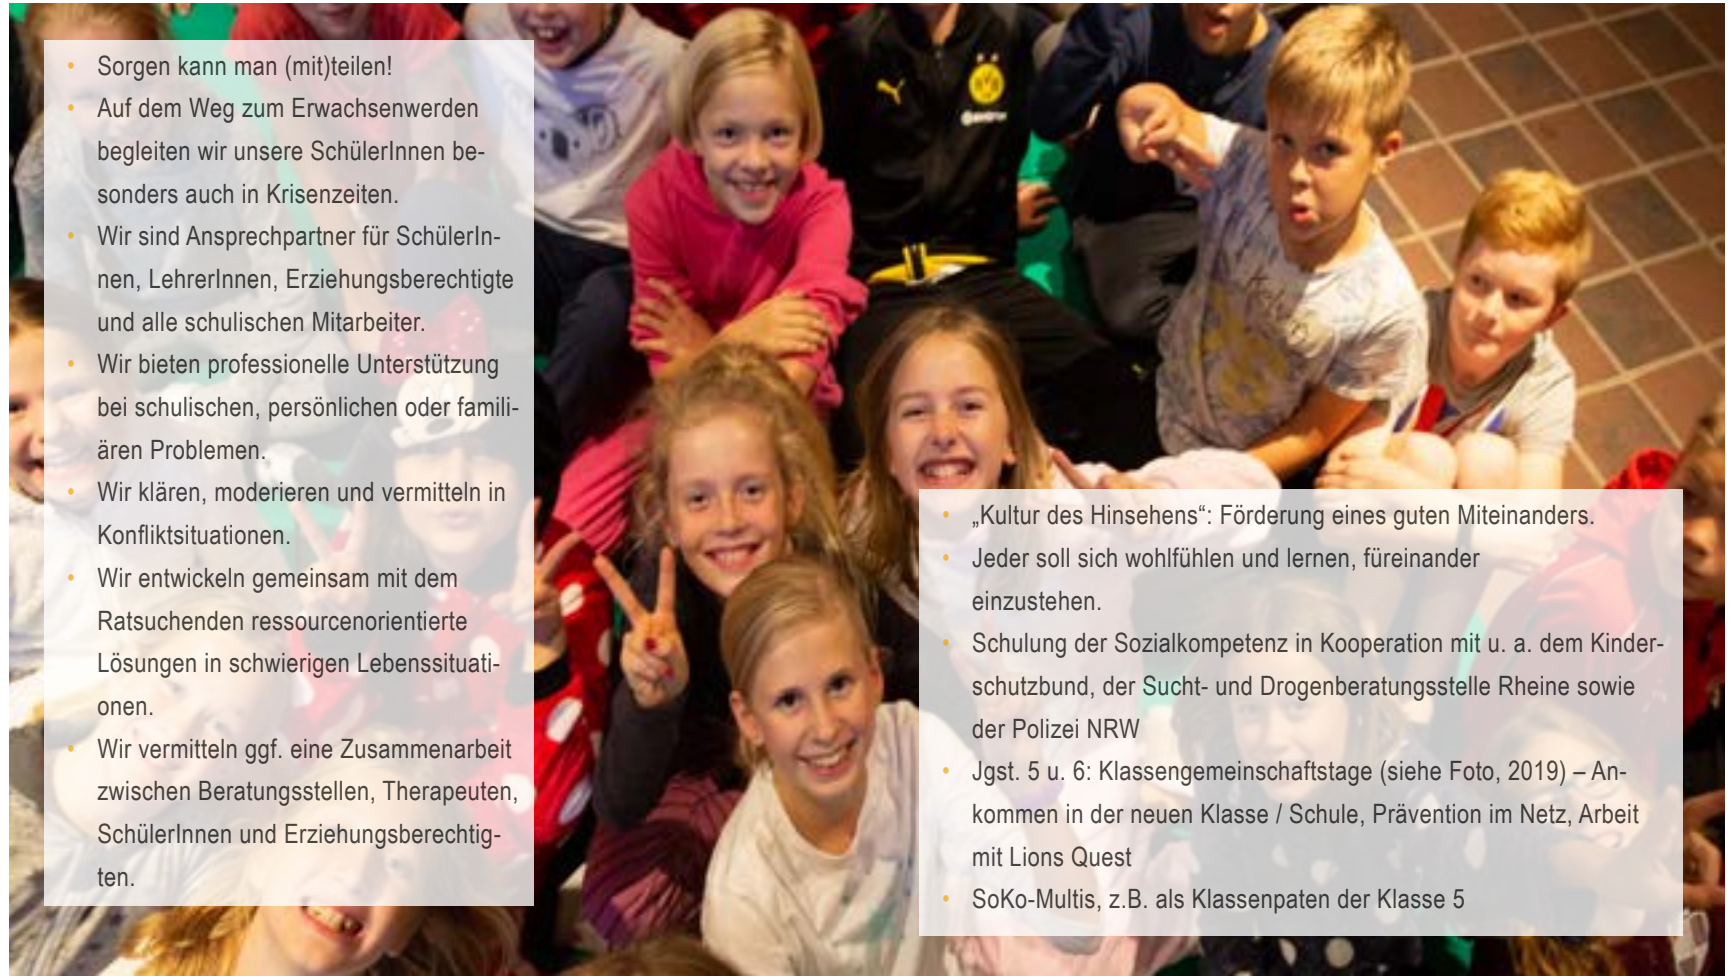 • Sorgen kann man (mit)teilen!
• Auf dem Weg zum Erwachsenwerden
begleiten wir unsere SchülerInnen be-
sonders auch in Krisenzeiten.
• Wir sind Ansprechpartner für SchülerIn-
nen, LehrerInnen, Erziehungsberechtigte
und alle schulischen Mitarbeiter.
• Wir bieten professionelle Unterstützung
bei schulischen, persönlichen oder famili-
ären Problemen.
• Wir klären, moderieren und vermitteln in
Konfliktsituationen.
• Wir entwickeln gemeinsam mit dem
Ratsuchenden ressourcenorientierte
Lösungen in schwierigen Lebenssituati-
onen.
• Wir vermitteln ggf. eine Zusammenarbeit
zwischen Beratungsstellen, Therapeuten,
SchülerInnen und Erziehungsberechtig-
ten.
• „Kultur des Hinsehens“: Förderung eines guten Miteinanders.
• Jeder soll sich wohlfühlen und lernen, füreinander
einzustehen.
• Schulung der Sozialkompetenz in Kooperation mit u. a. dem Kinder-
schutzbund, der Sucht- und Drogenberatungsstelle Rheine sowie
der Polizei NRW
• Jgst. 5 u. 6: Klassengemeinschaftstage (siehe Foto, 2019) – An-
kommen in der neuen Klasse / Schule, Prävention im Netz, Arbeit
mit Lions Quest
• SoKo-Multis, z.B. als Klassenpaten der Klasse 5